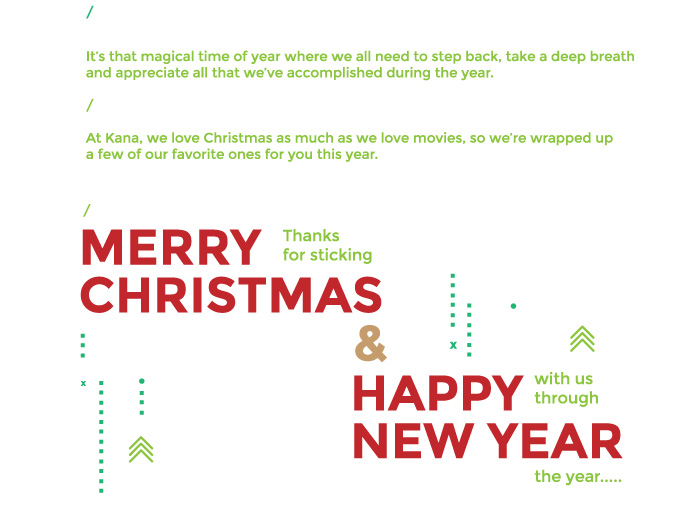 /
It's that magical time of year where we all need to step back, take a deep breath
and appreciate all that we've accomplished during the year.
/
At Kana, we love Christmas as much as we love movies, so we're wrapped up
a few of our favorite ones for you this year.
/
MERRY
Thanks
for sticking
CHRISTMAS
&
x
x
HAPPY
with us
through
NEW YEAR
the year.....